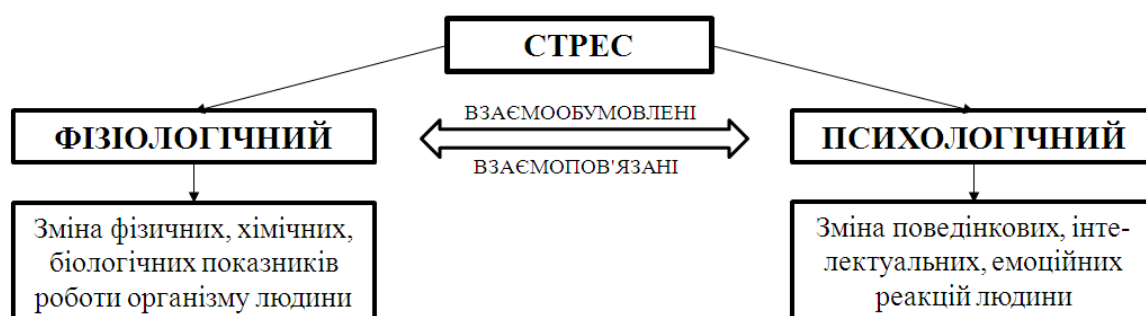 СТРЕС
ФІЗІОЛОГІЧНИЙ
ВЗАЄМООБУМОВЛЕНІ
ВЗАЄМОПОВ'ЯЗАНІ
ПСИХОЛОГІЧНИЙ
Зміна фізичних, хімічних,
біологічних показників
роботи організму людини
Зміна поведінкових, інте-
лектуальних, емоційних
реакцій людини